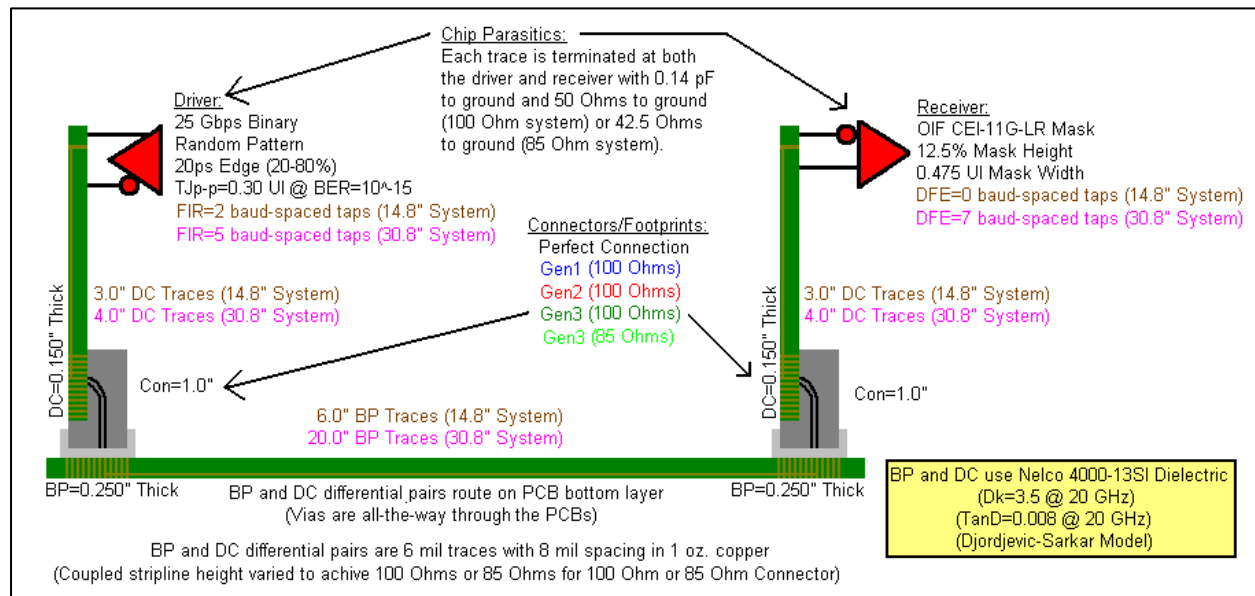 Chip Parasitics:
Each trace is terminated at both
the driver and receiver with 0.14 pF
to ground and 50 Ohms to ground
(100 Ohm system) or 42.5 Ohms
to ground (85 Ohm system).
Driver:
25 Gbps Binary
Random Pattern
20ps Edge (20-80%)
TJp-p=0.30 UI @ BER=10^-15
FIR=2 baud-spaced taps (14.8" System)
FIR=5 baud-spaced taps (30.8" System)
Receiver:
OIF CEI-11G-LR Mask
12.5% Mask Height
0.475 UI Mask Width
DFE=0 baud-spaced taps (14.8" System)
DFE=7 baud-spaced taps (30.8" System)
Connectors/Footprints:
Perfect Connection
Gen1 (100 Ohms)
Gen2 (100 Ohms)
Gen3 (100 Ohms)
Gen3 (85 Ohms)
3.0" DC Traces (14.8" System)
4.0" DC Traces (30.8" System)
DC=0.150" Thick
Con=1.0"
3.0" DC Traces (14.8" System)
4.0" DC Traces (30.8" System)
DC=0.150" Thick
Con=1.0"
6.0" BP Traces (14.8" System)
20.0" BP Traces (30.8" System)
BP=0.250" Thick
BP and DC differential pairs route on PCB bottom layer
(Vias are all-the-way through the PCBs)
BP=0.250" Thick
BP and DC differential pairs are 6 mil traces with 8 mil spacing in 1 oz. copper
(Coupled stripline height varied to achive 100 Ohms or 85 Ohms for 100 Ohm or 85 Ohm Connector)
BP and DC use Nelco 4000-13SI Dielectric
(Dk=3.5 @ 20 GHz)
(TanD=0.008 @ 20 GHz)
(Djordjevic-Sarkar Model)